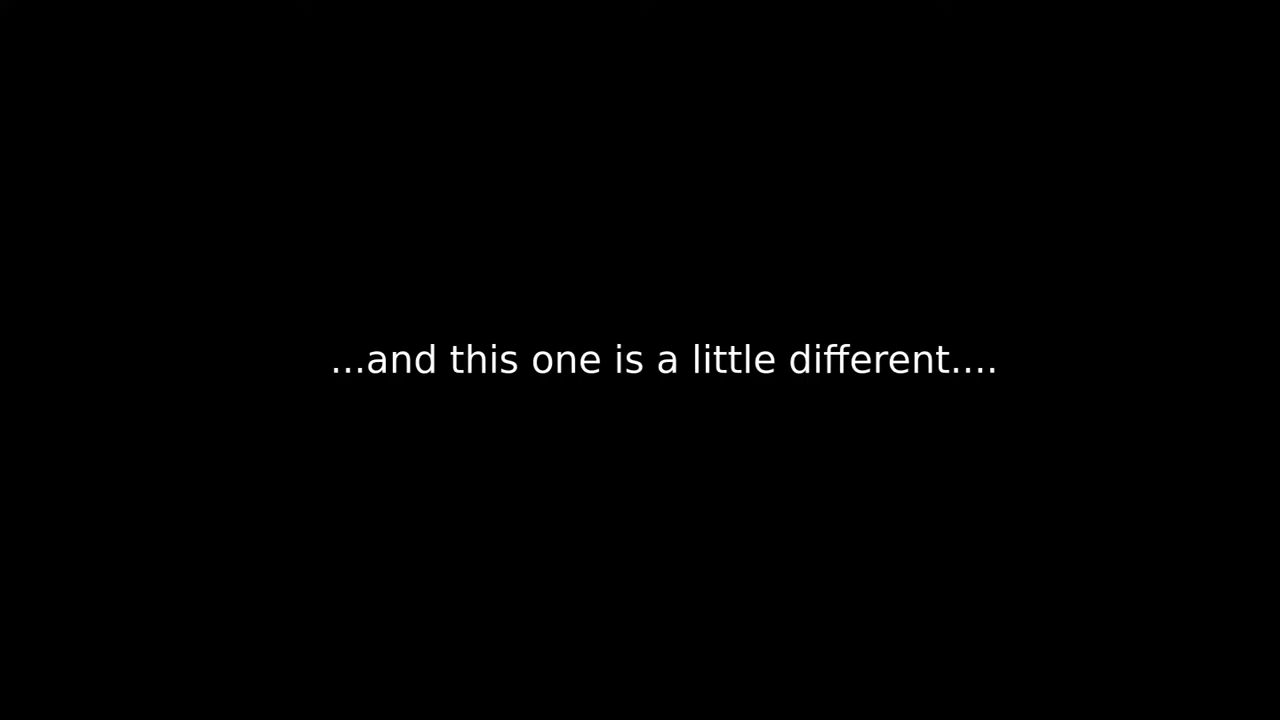 ...and this one is a little different....